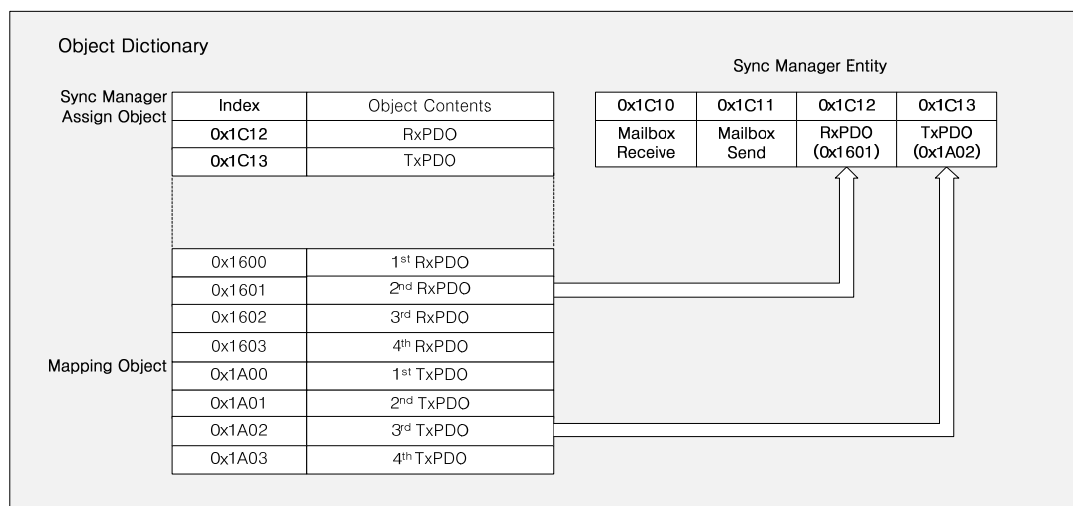 Object Dictionary
Sync Manager Entity
Sync Manager
Assign Object
Index Object Contents
0x1C12 RxPDO
0x1C13 TxPDO
0x1C10 0x1C11 0x1C12 0x1C13
Mailbox Receive Mailbox Send RxPDO (0x1601) TxPDO (0x1A02)
Mapping Object
0x1600 1st RxPDO
0x1601 2nd RxPDO
0x1602 3rd RxPDO
0x1603 4th RxPDO
0x1A00 1st TxPDO
0x1A01 2nd TxPDO
0x1A02 3rd TxPDO
0x1A03 4th TxPDO